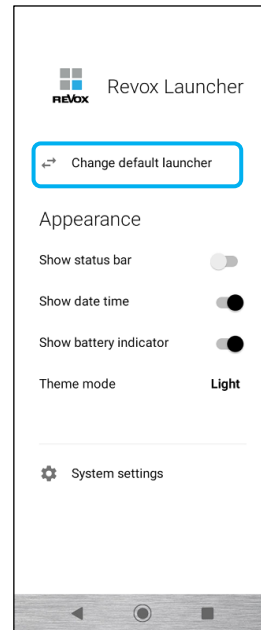 REVOX
Revox Launcher
Change default launcher
Appearance
Show status bar
Show date time
Show battery indicator
Theme mode Light
System settings